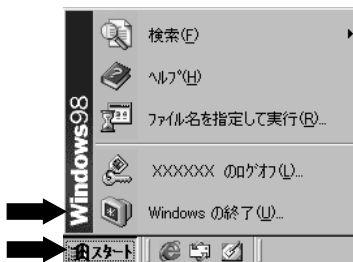 検索(F)
ヘルプ(H)
ファイル名を指定して実行(R)...
XXXXXX のログオフ(L)...
Windows の終了(U)...
Windows98
スタート